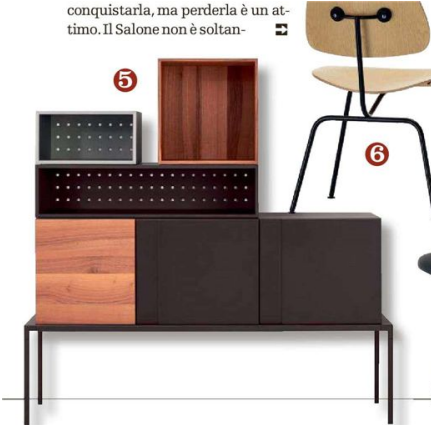 conquistarla, ma perderla è un at-
timo. Il Salone non è soltan-
5
6